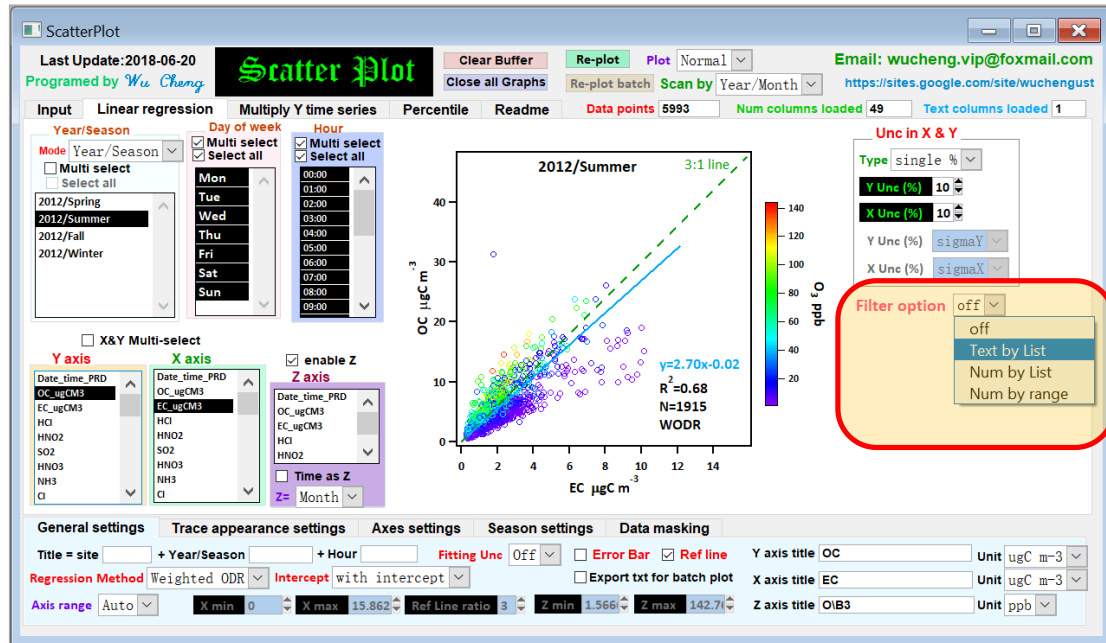 ScatterPlot
Last Update:2018-06-20
Programed by Wu Cheng
Scatter Plot
Clear Buffer
Close all Graphs
Re-plot
Plot Normal
Re-plot batch
Scan by Year/Month
Email: wucheng.vip@foxmail.com
https://sites.google.com/site/wuchengust
Input
Linear regression
Multiply Y time series
Percentile
Readme
Data points 5993
Num columns loaded 49
Text columns loaded 1
Year/Season
Mode Year/Season
Multi select
Select all
2012/Spring
2012/Summer
2012/Fall
2012/Winter
Day of week
Multi select
Select all
Mon
Tue
Wed
Thu
Fri
Sat
Sun
Hour
Multi select
Select all
00:00
01:00
02:00
03:00
04:00
05:00
06:00
07:00
08:00
09:00
X&Y Multi-select
Y axis
Date_time_PRD
OC_ugCM3
EC_ugCM3
HCl
HNO2
SO2
HNO3
NH3
Cl
X axis
Date_time_PRD
OC_ugCM3
EC_ugCM3
HCl
HNO2
SO2
HNO3
NH3
Cl
enable Z
Z axis
Date_time_PRD
OC_ugCM3
EC_ugCM3
HCl
HNO2
Time as Z
Z= Month
2012/Summer
3:1 line
OC μgC m-3
40
30
20
10
0
y=2.70x-0.02
R2=0.68
N=1915
WODR
0 2 4 6 8 10 12 14
EC μgC m-3
140
120
100
80
60
40
20
O3 ppb
Unc in X & Y
Type single %
Y Unc (%) 10
X Unc (%) 10
Y Unc (%) sigmaY
X Unc (%) sigmaX
Filter option off
off
Text by List
Num by List
Num by range
General settings
Trace appearance settings
Axes settings
Season settings
Data masking
Title = site + Year/Season + Hour
Fitting Unc Off
Error Bar
Ref line
Y axis title OC
Unit ugC m-3
Regression Method Weighted ODR
Intercept with intercept
Export txt for batch plot
X axis title EC
Unit ugC m-3
Axis range Auto
X min 0
X max 15.862
Ref Line ratio 3
Z min 1.566
Z max 142.7
Z axis title O\B3
Unit ppb